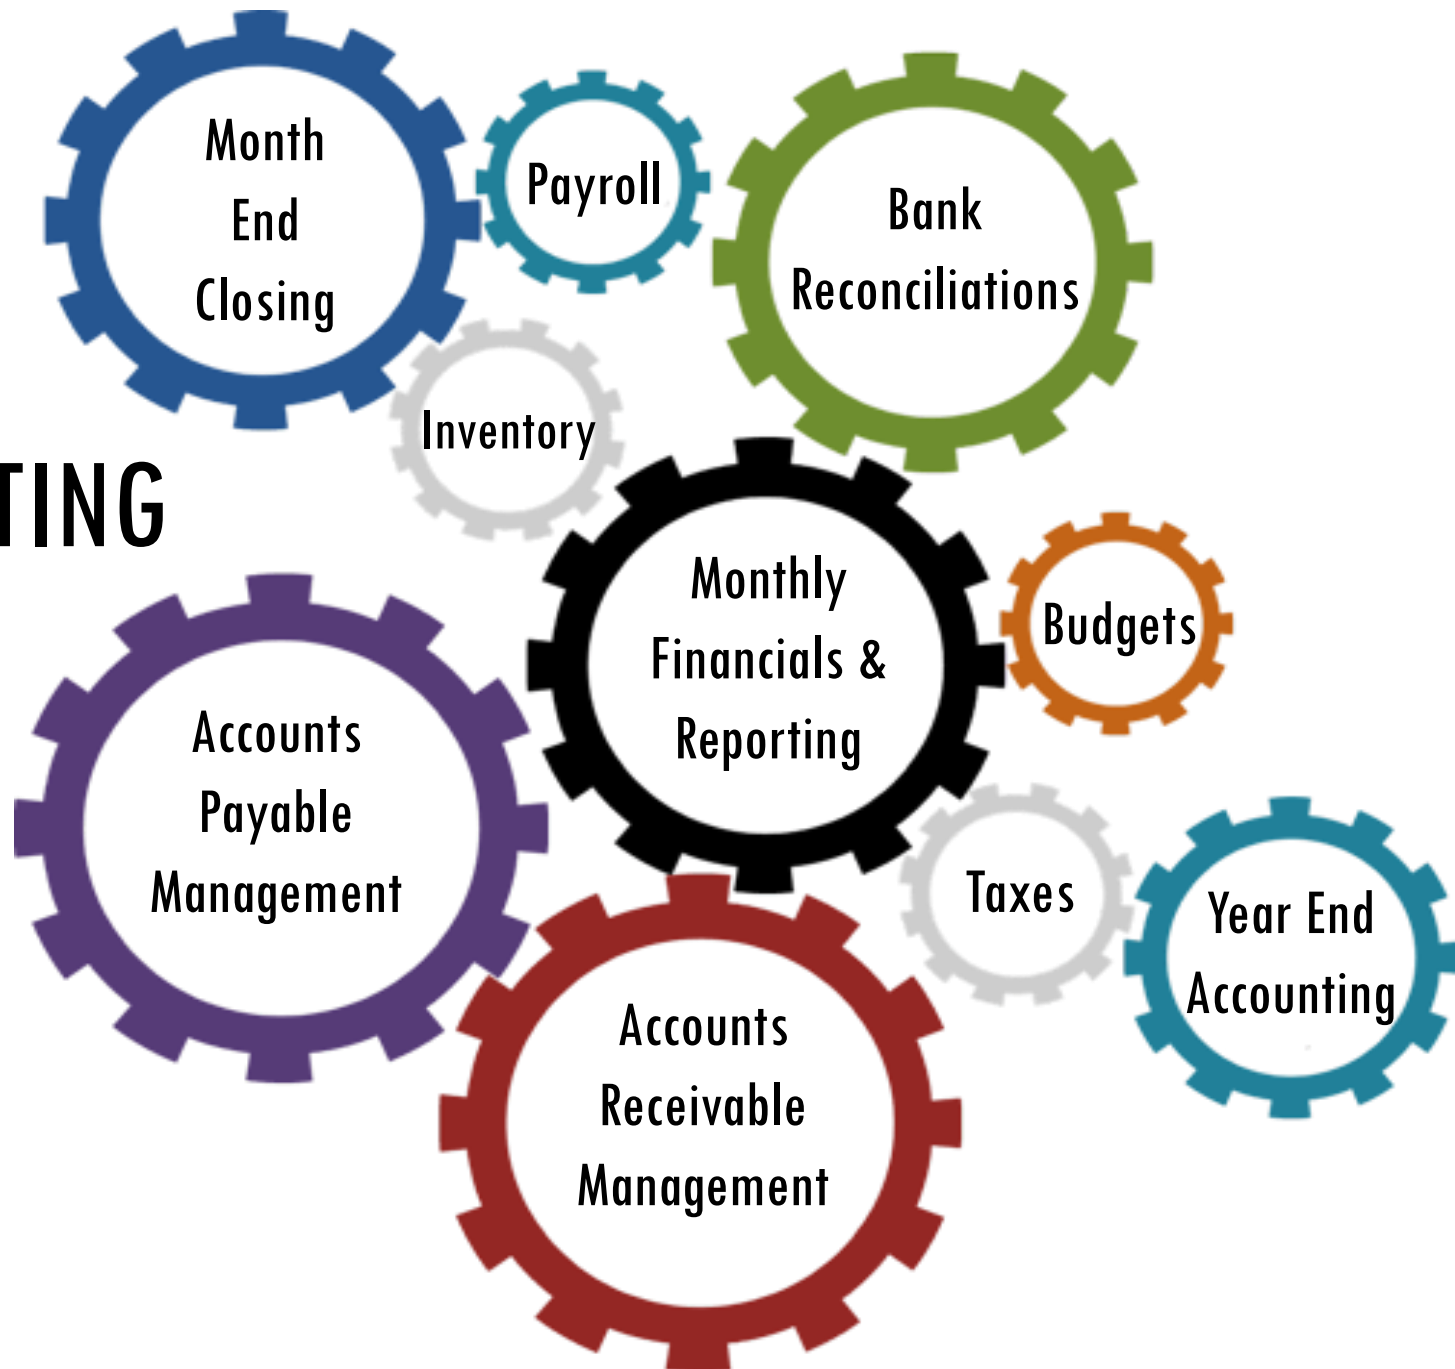 Month
End
Closing
Payroll
Bank
Reconciliations
Inventory
TING
Monthly
Financials &
Reporting
Budgets
Accounts
Payable
Management
Taxes
Year End
Accounting
Accounts
Receivable
Management